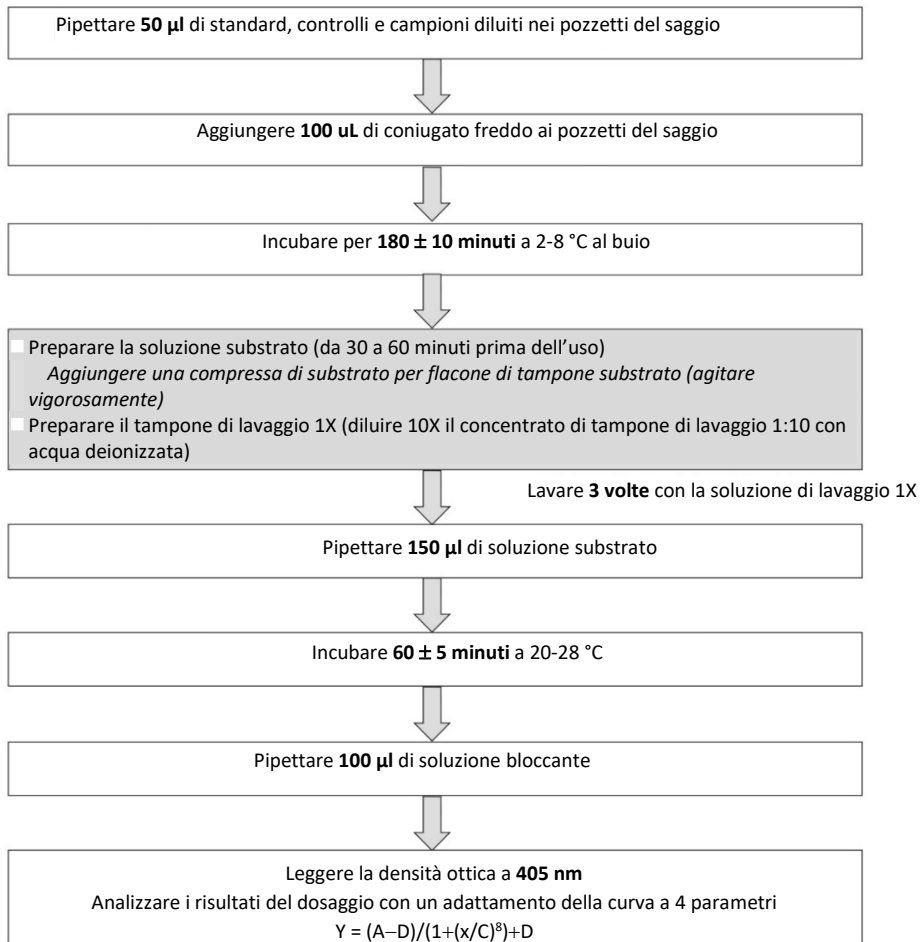 Pipettare 50 µl di standard, controlli e campioni diluiti nei pozzetti del saggio
Aggiungere 100 uL di coniugato freddo ai pozzetti del saggio
Incubare per 180 ± 10 minuti a 2-8 °C al buio
Preparare la soluzione substrato (da 30 a 60 minuti prima dell’uso)
Aggiungere una compressa di substrato per flacone di tampone substrato (agitare
vigorosamente)
Preparare il tampone di lavaggio 1X (diluire 10X il concentrato di tampone di lavaggio 1:10 con
acqua deionizzata)
Lavare 3 volte con la soluzione di lavaggio 1X
Pipettare 150 µl di soluzione substrato
Incubare 60 ± 5 minuti a 20-28 °C
Pipettare 100 µl di soluzione bloccante
Leggere la densità ottica a 405 nm
Analizzare i risultati del dosaggio con un adattamento della curva a 4 parametri
Y = (A−D)/(1+(x/C)⁸)+D